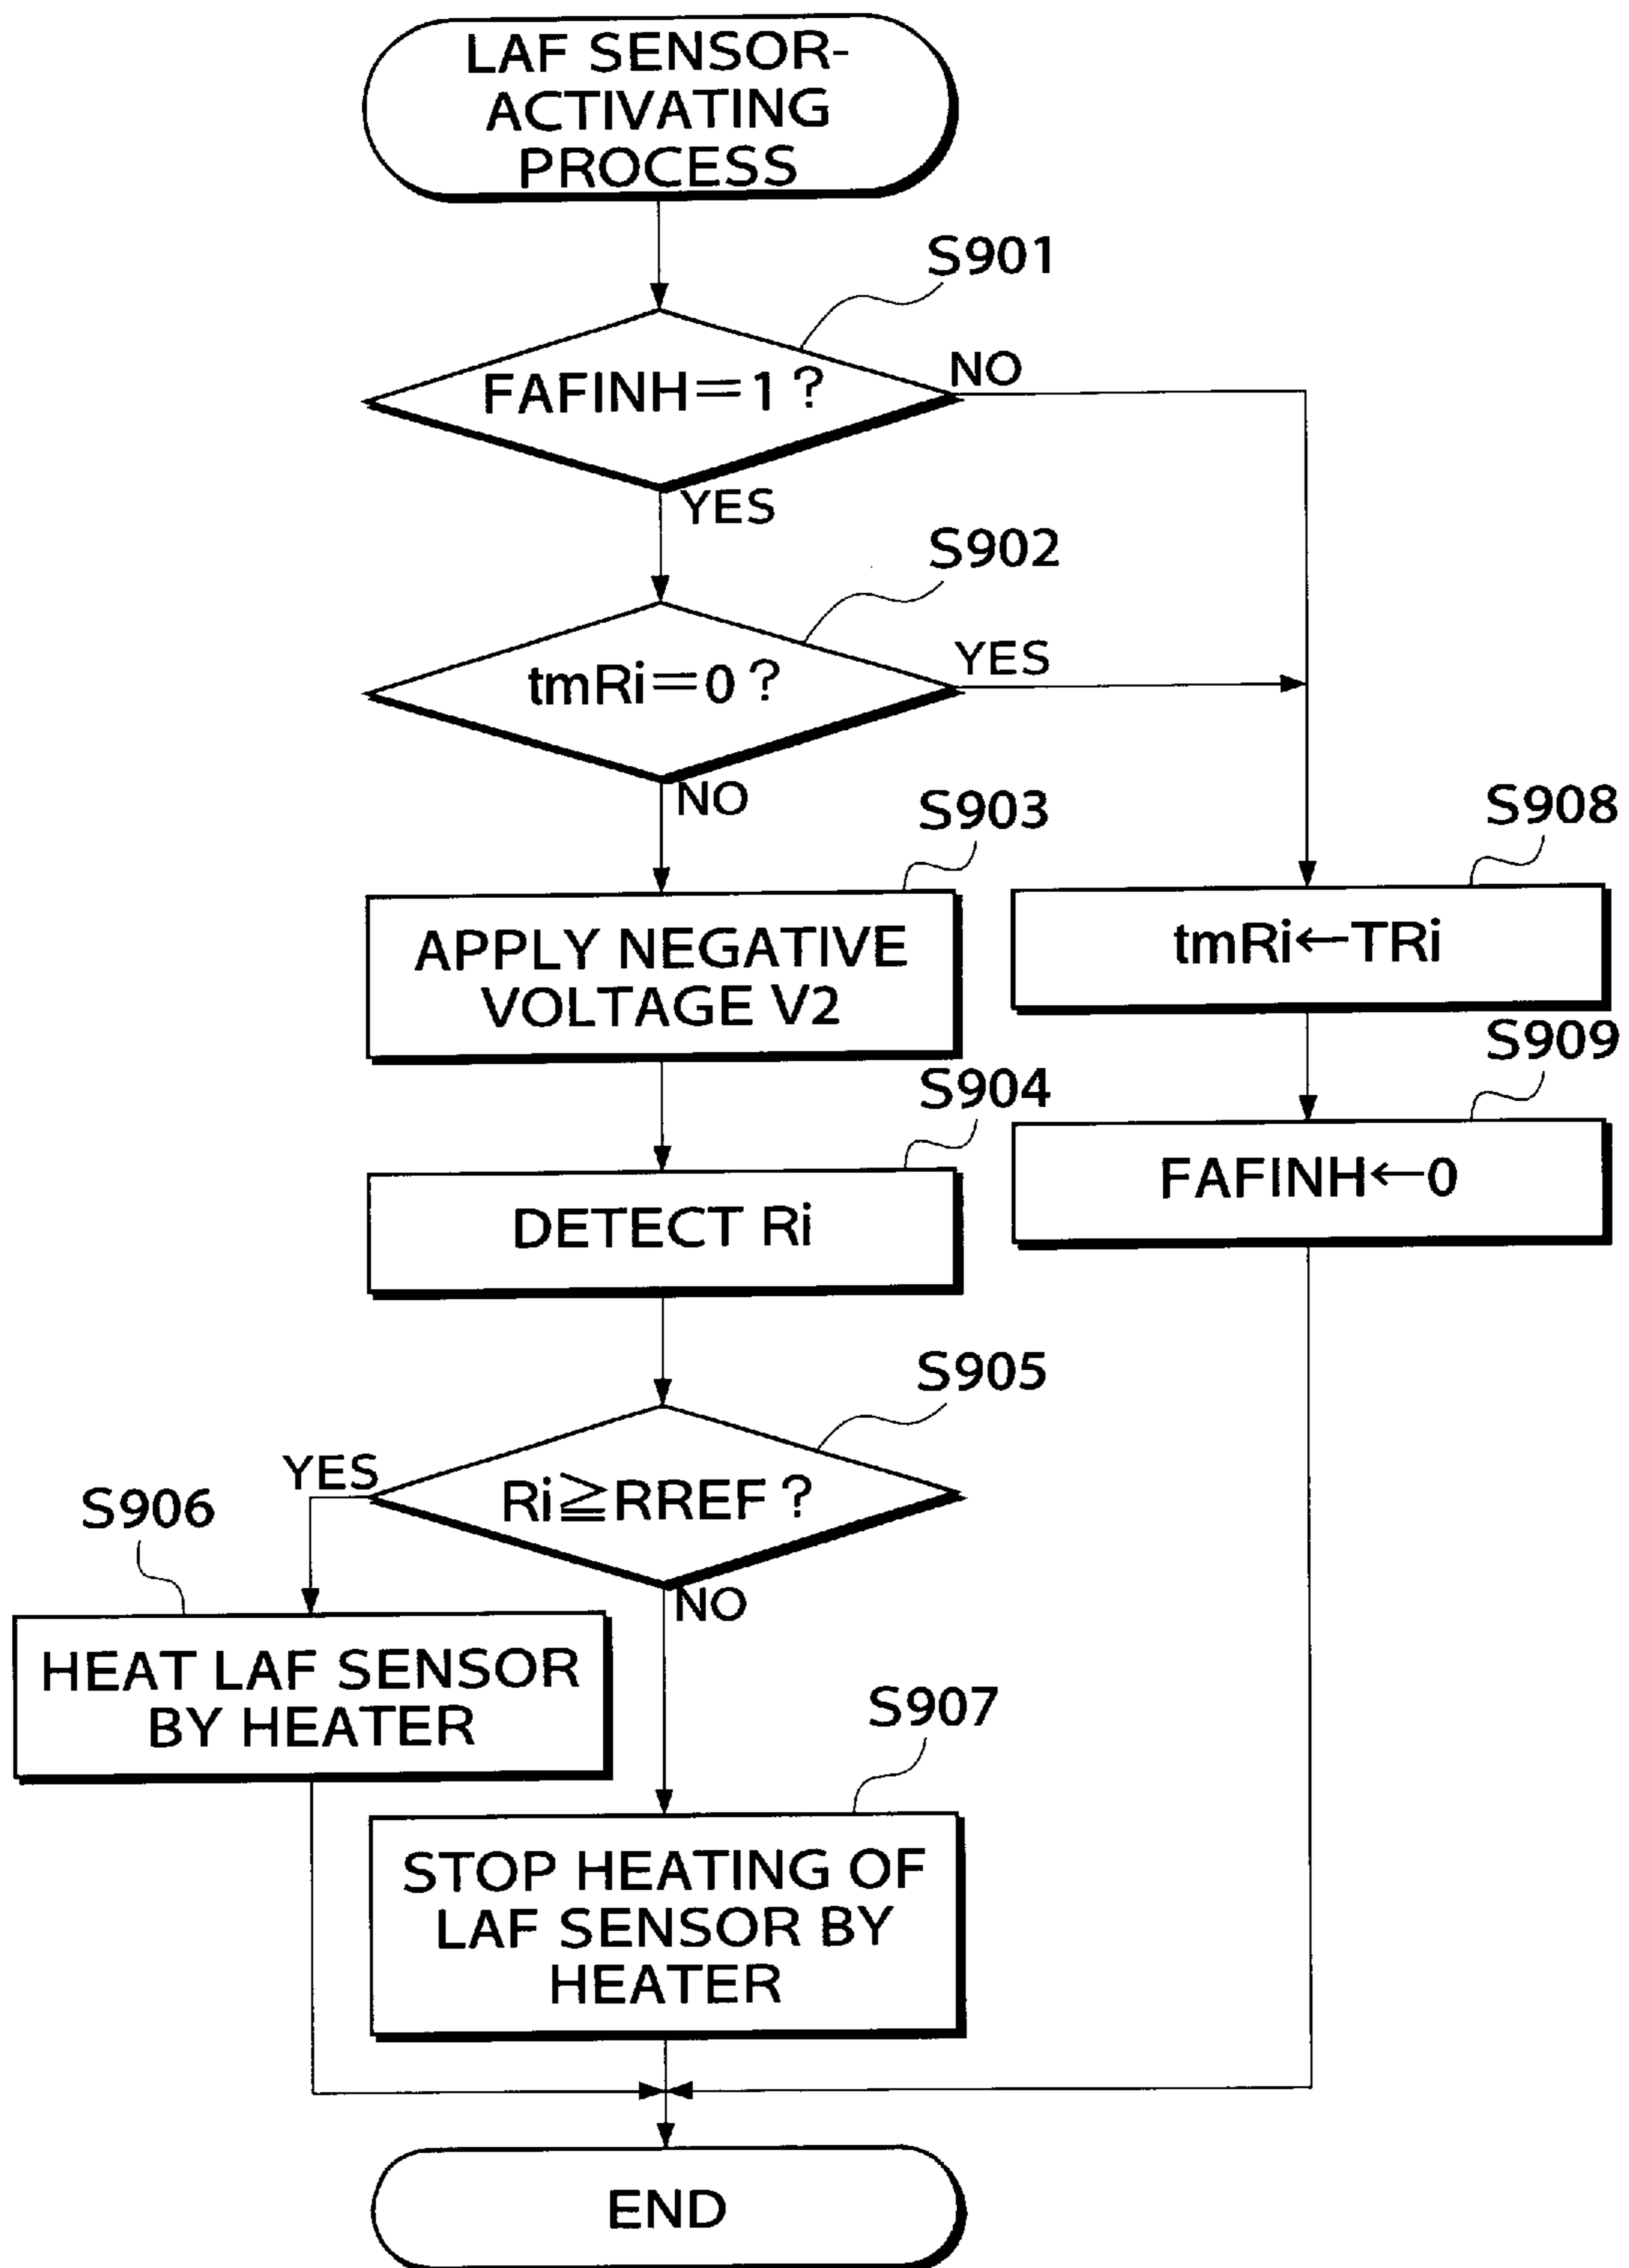 LAF SENSOR-
ACTIVATING
PROCESS
S901
FAFINH=1?
NO
YES
S902
tmRi=0?
YES
NO
S903
APPLY NEGATIVE
VOLTAGE V2
S908
tmRi←TRi
S904
DETECT Ri
S909
FAFINH←0
S905
Ri≧RREF?
YES
NO
S906
HEAT LAF SENSOR
BY HEATER
S907
STOP HEATING OF
LAF SENSOR BY
HEATER
END